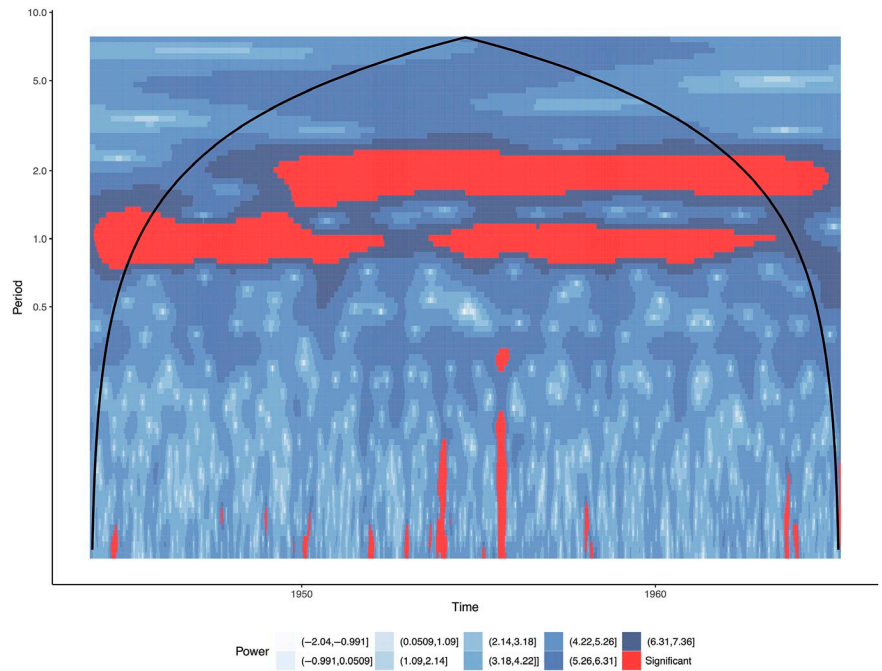 10.0
5.0
2.0
1.0
0.5
Period
1950 1960
Time
Power (−2.04,−0.991] (0.0509,1.09] (2.14,3.18] (4.22,5.26] (6.31,7.36]
(−0.991,0.0509] (1.09,2.14] (3.18,4.22]] (5.26,6.31] Significant